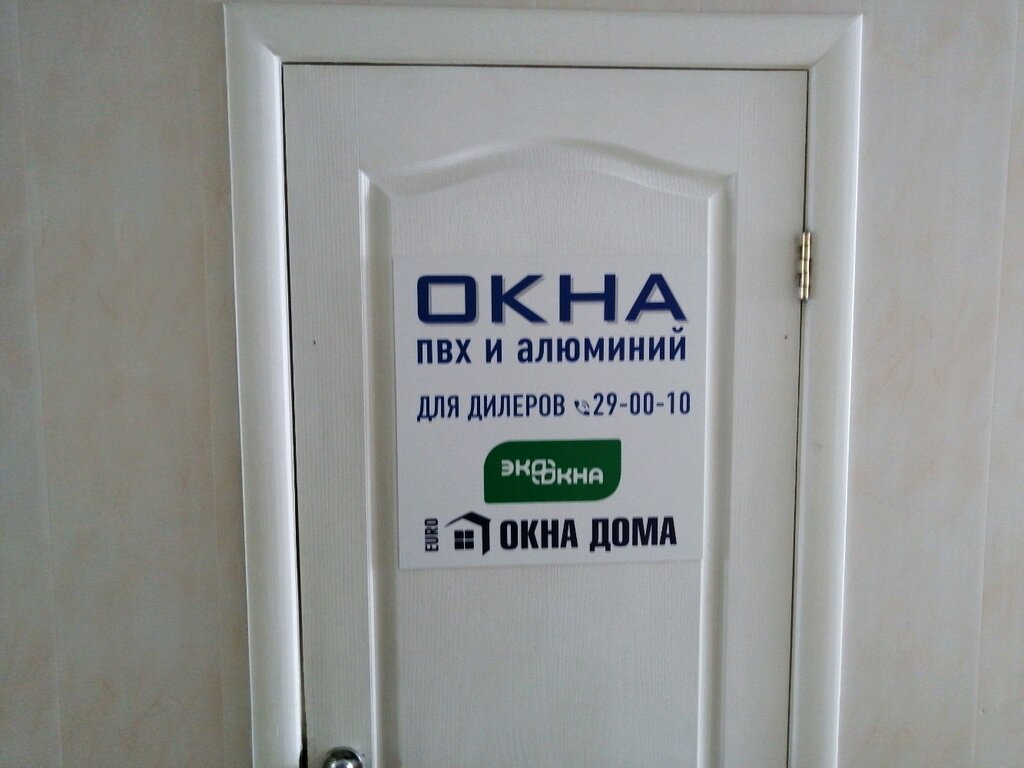 ОКНА
ПВХ И АЛЮМИНИЙ
ДЛЯ ДИЛЕРОВ 29-00-10
ЭКООКНА
EURO ОКНА ДОМА